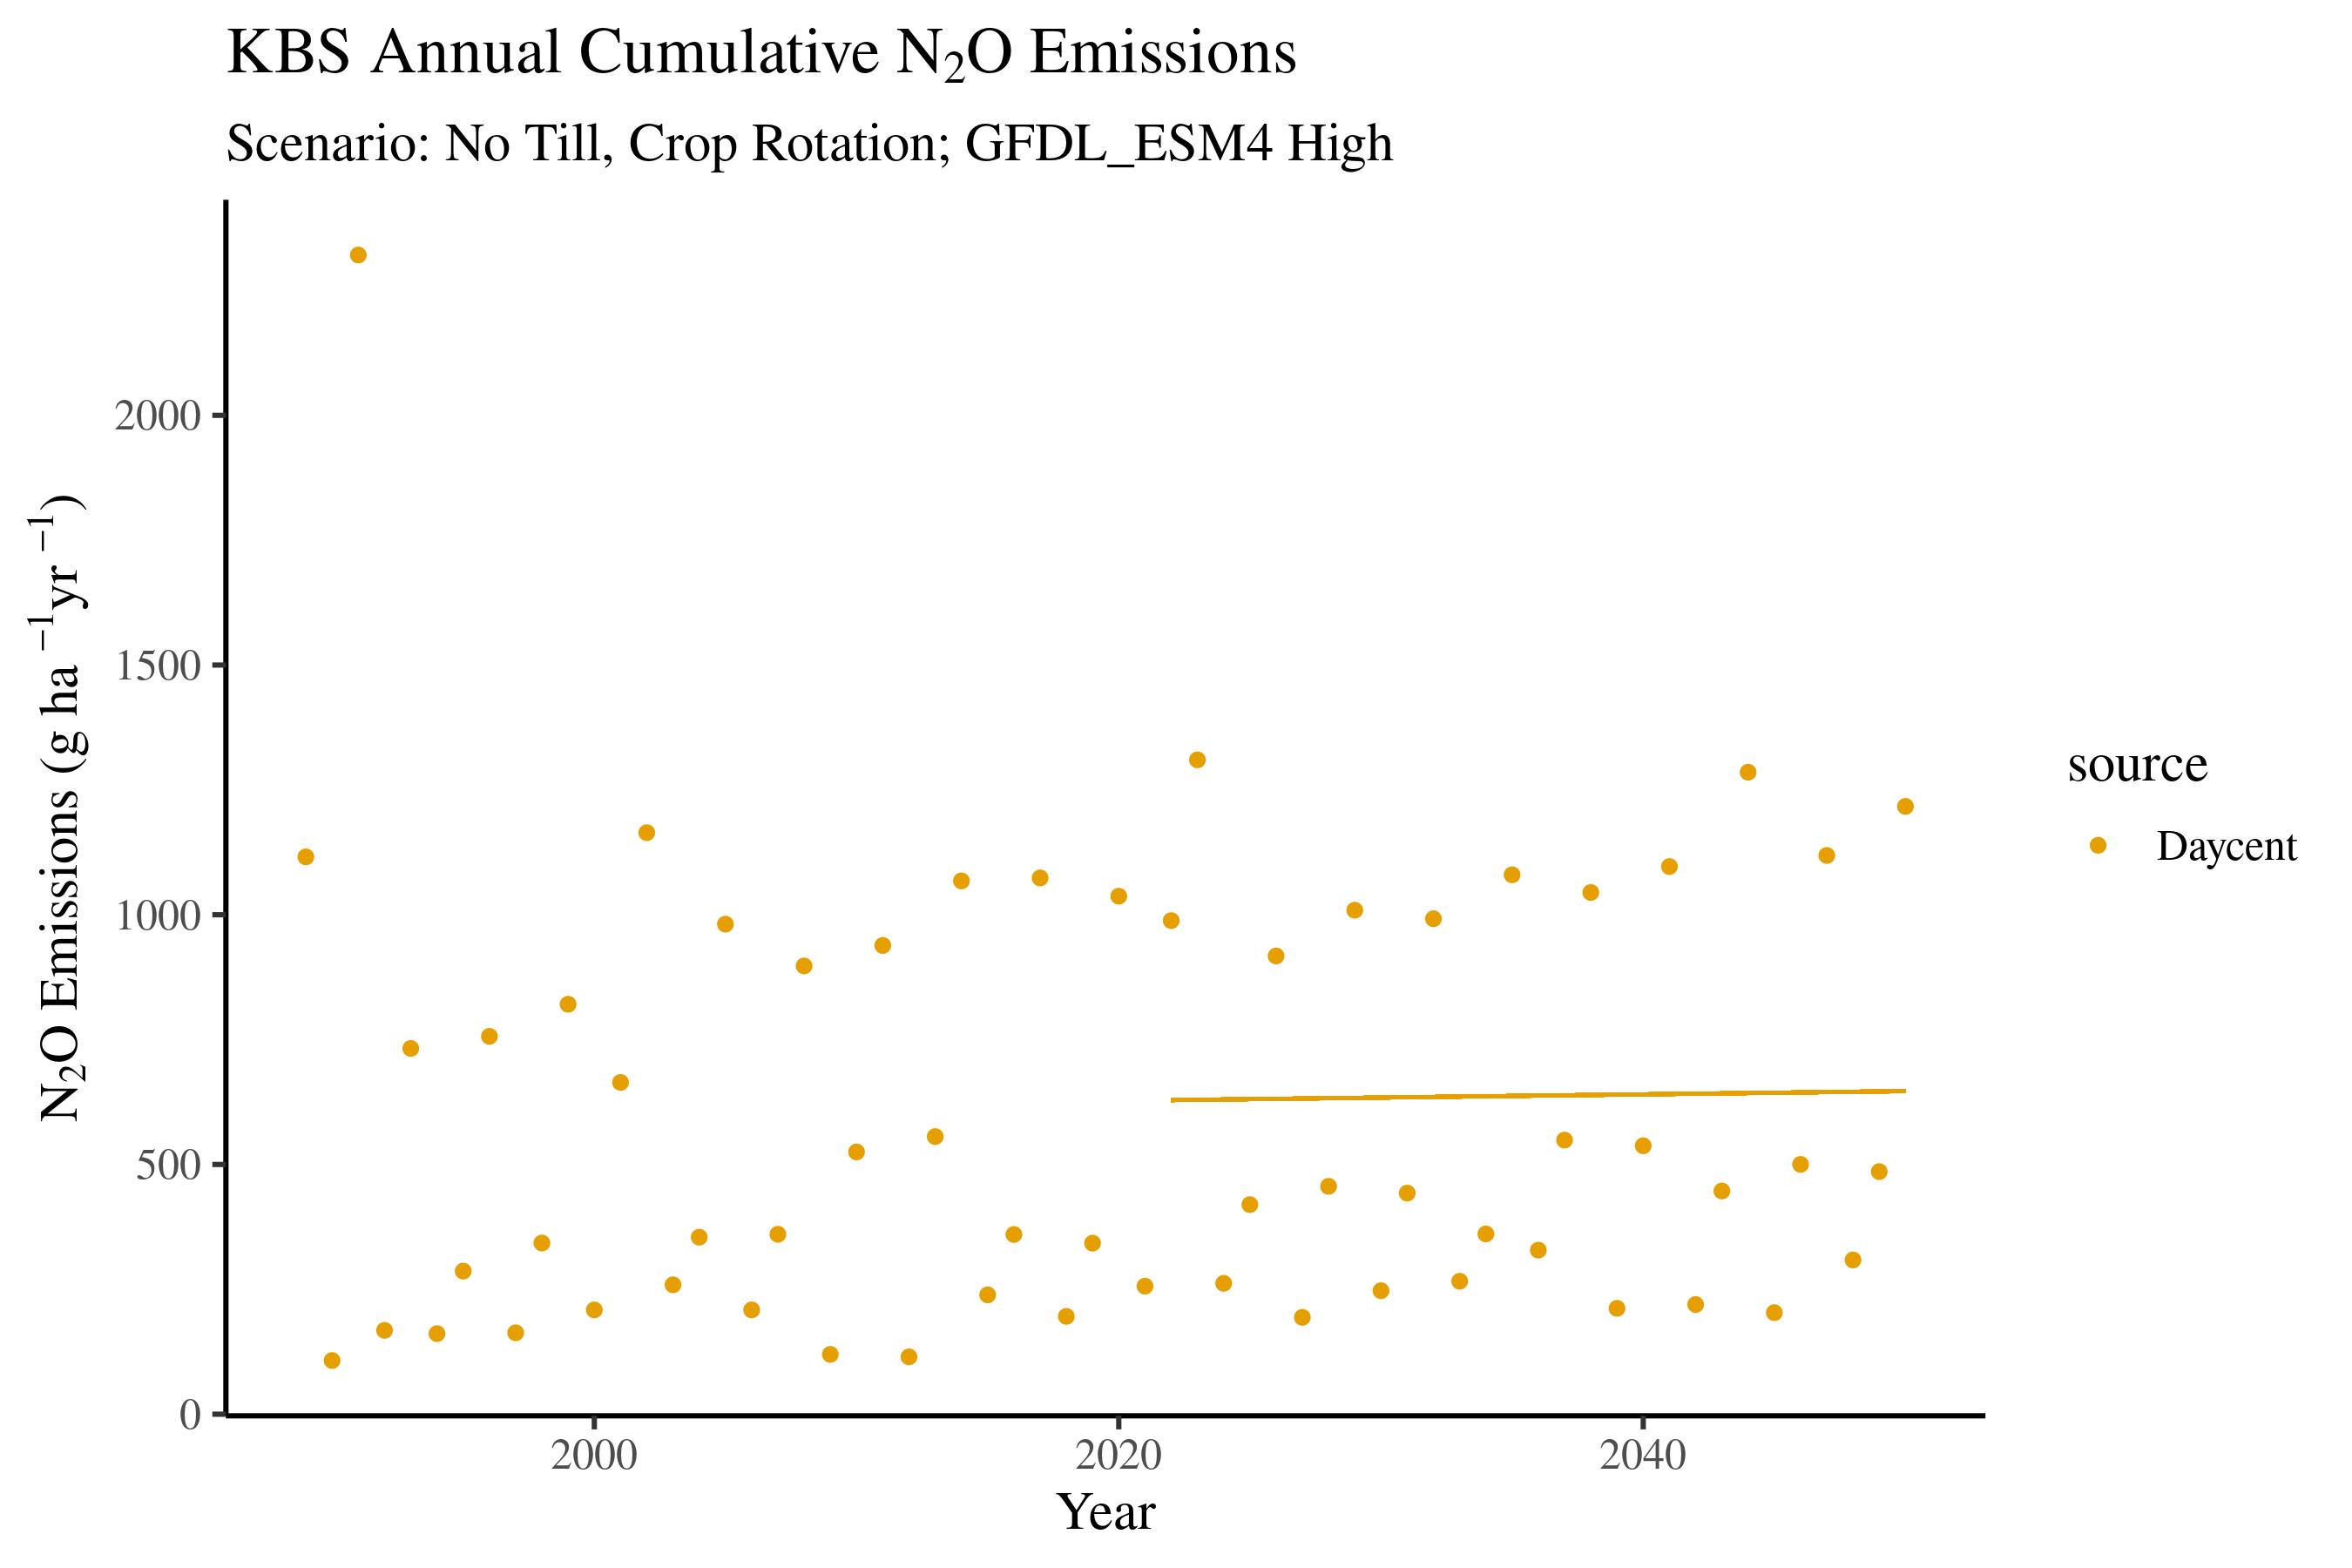 KBS Annual Cumulative N₂O Emissions
Scenario: No Till, Crop Rotation; GFDL_ESM4 High
N₂O Emissions (g ha⁻¹yr⁻¹)
2000
1500
1000
500
0
2000 2020 2040
Year
source
Daycent